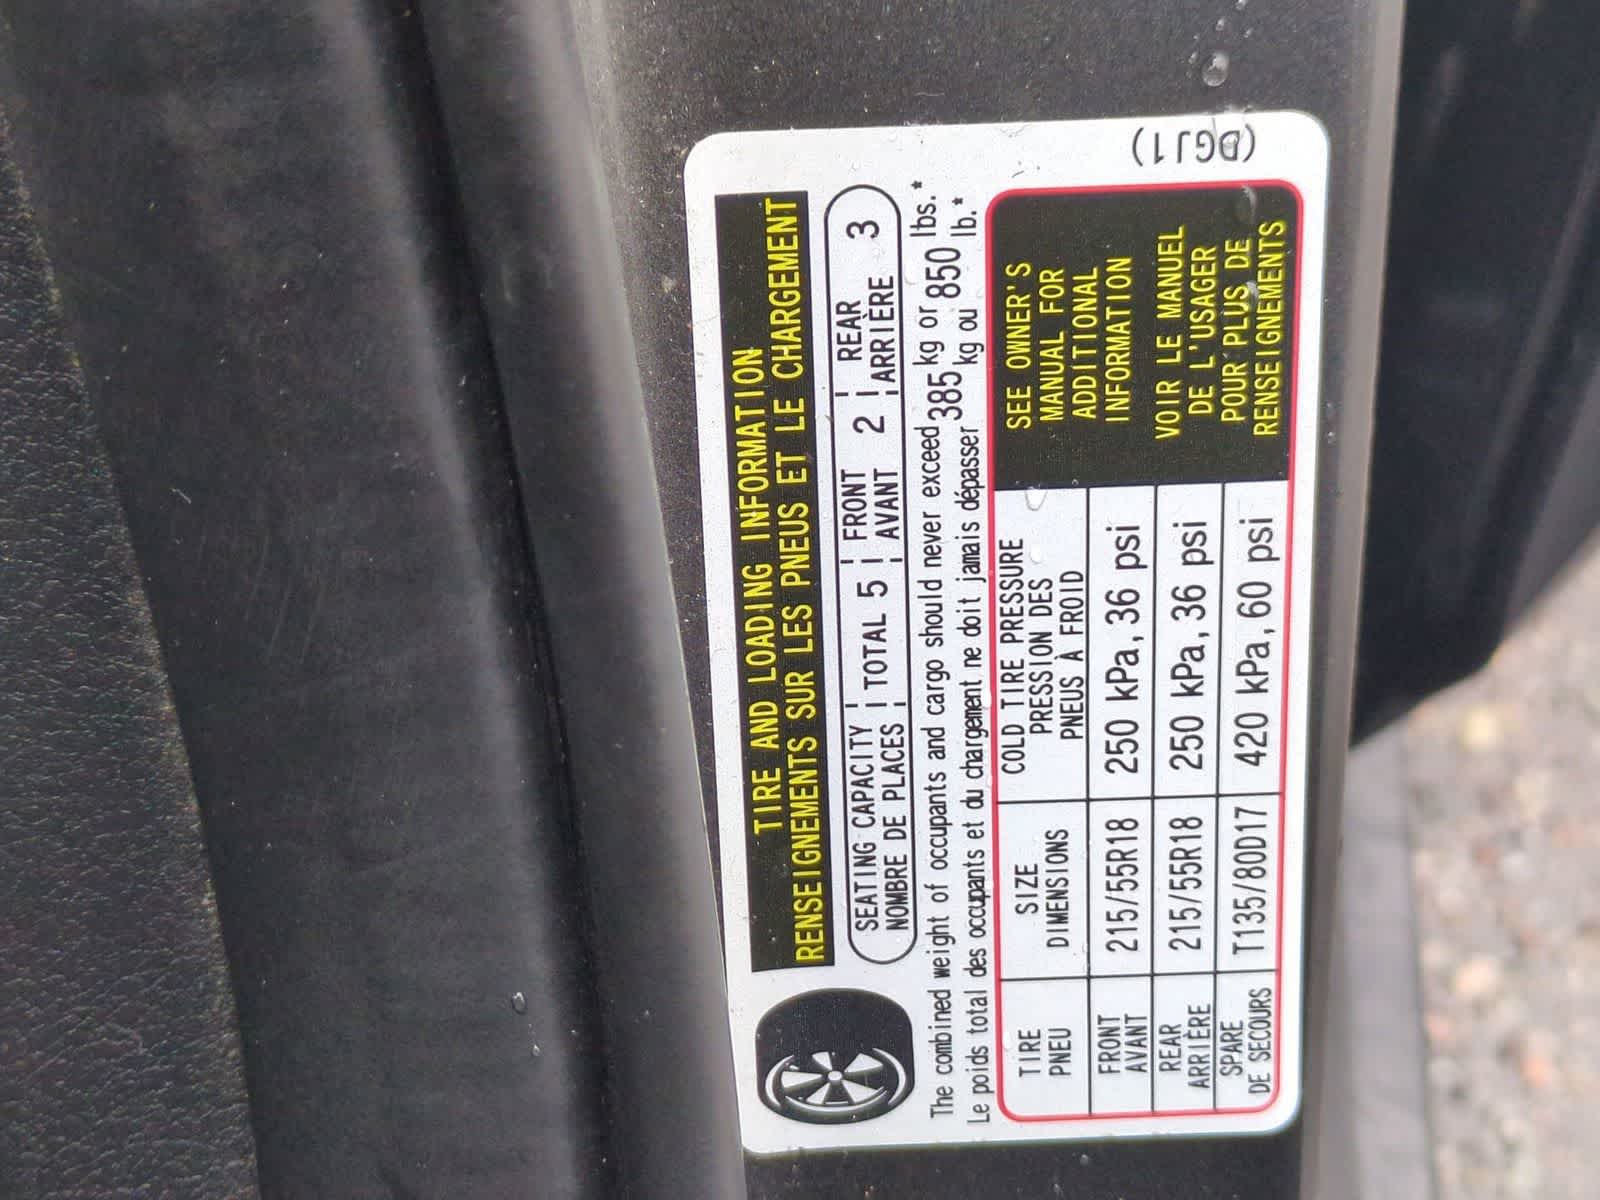 TIRE AND LOADING INFORMATION
RENSEIGNEMENTS SUR LES PNEUS ET LE CHARGEMENT
SEATING CAPACITY TOTAL 5 FRONT 2 REAR 3
NOMBRE DE PLACES AVANT ARRIÈRE
The combined weight of occupants and cargo should never exceed 385 kg or 850 lbs.*
Le poids total des occupants et du chargement ne doit jamais dépasser kg ou lb.*
TIRE SIZE COLD TIRE PRESSURE
PNEU DIMENSIONS PRESSION DES
PNEUS À FROID
FRONT 215/55R18 250 kPa, 36 psi
AVANT
REAR 215/55R18 250 kPa, 36 psi
ARRIÈRE
SPARE T135/80D17 420 kPa, 60 psi
DE SECOURS
SEE OWNER'S
MANUAL FOR
ADDITIONAL
INFORMATION
VOIR LE MANUEL
DE L'USAGER
POUR PLUS DE
RENSEIGNEMENTS
(DGJ1)